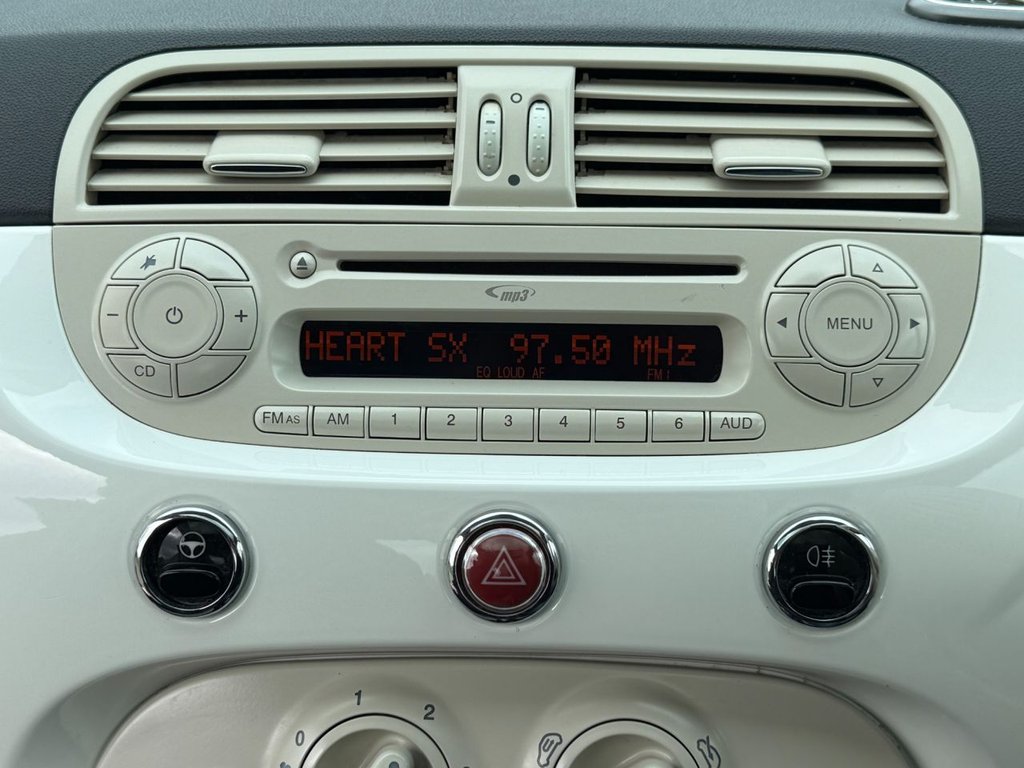 mp3
HEART SX 97.50 MHz
EQ LOUD AF FM1
MENU
CD
FM AS AM 1 2 3 4 5 6 AUD
0 1 2